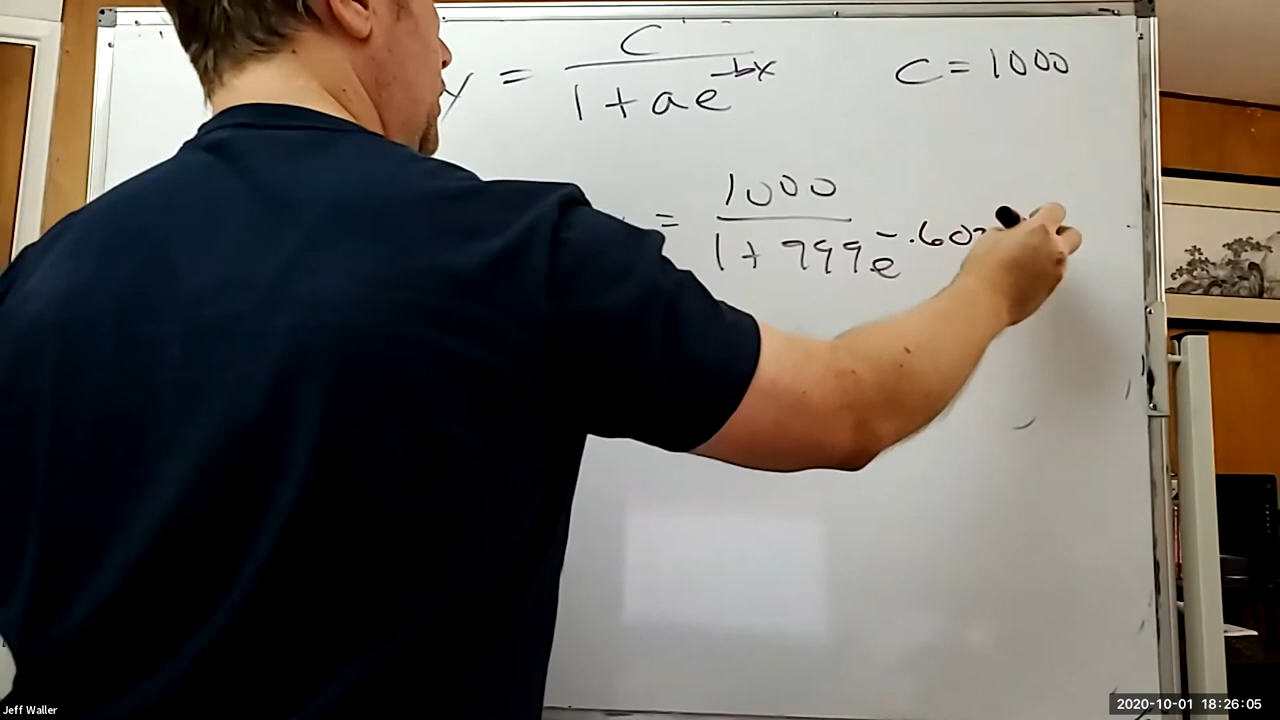 y = C / 1 + ae^-bx
C = 1000
= 1000 / 1 + 999e^-.60
Jeff Waller
2020-10-01 18:26:05